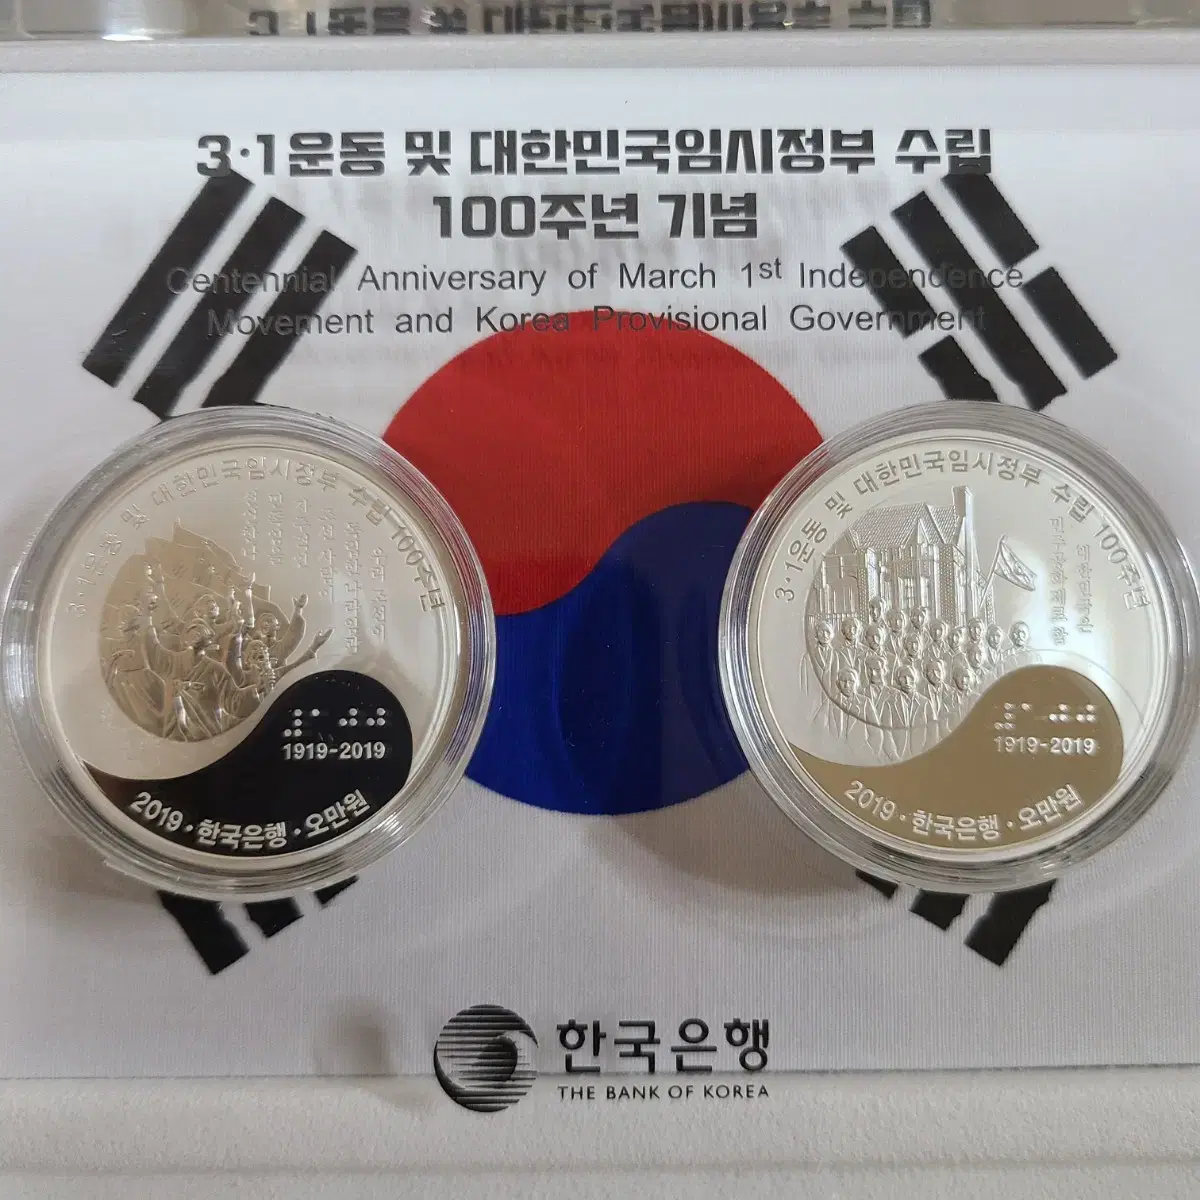 3·1운동 및 대한민국임시정부 수립
100주년 기념
Centennial Anniversary of March 1st Independence
Movement and Korea Provisional Government
3·1운동 및 대한민국임시정부 수립 100주년
1919-2019
2019·한국은행·오만원
3·1운동 및 대한민국임시정부 수립 100주년
1919-2019
2019·한국은행·오만원
한국은행
THE BANK OF KOREA